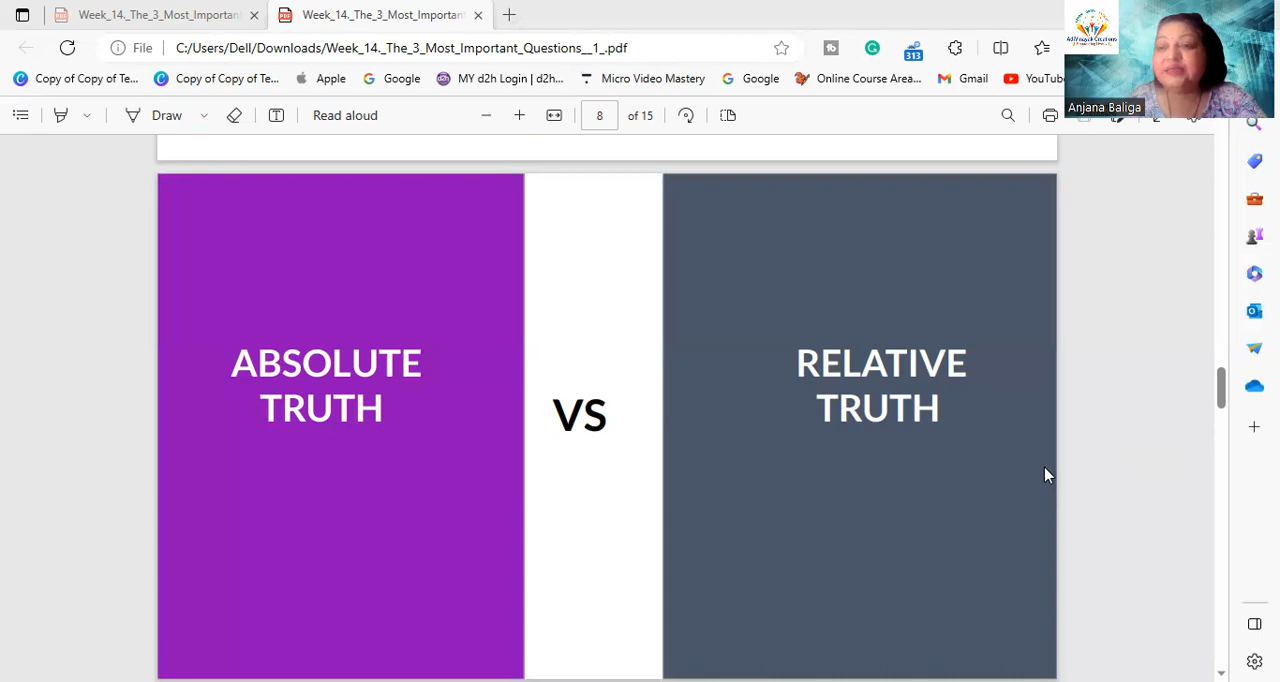 Week_14._The_3_Most_Importan
Week_14._The_3_Most_Importan
File
C:/Users/Dell/Downloads/Week_14._The_3_Most_Important_Questions__1_.pdf
313
Copy of Copy of Te...
Copy of Copy of Te...
Apple
Google
MY d2h Login | d2h...
Micro Video Mastery
Google
Online Course Area...
Gmail
YouTub
Draw
Read aloud
8
of 15
Anjana Baliga
ABSOLUTE
TRUTH
VS
RELATIVE
TRUTH